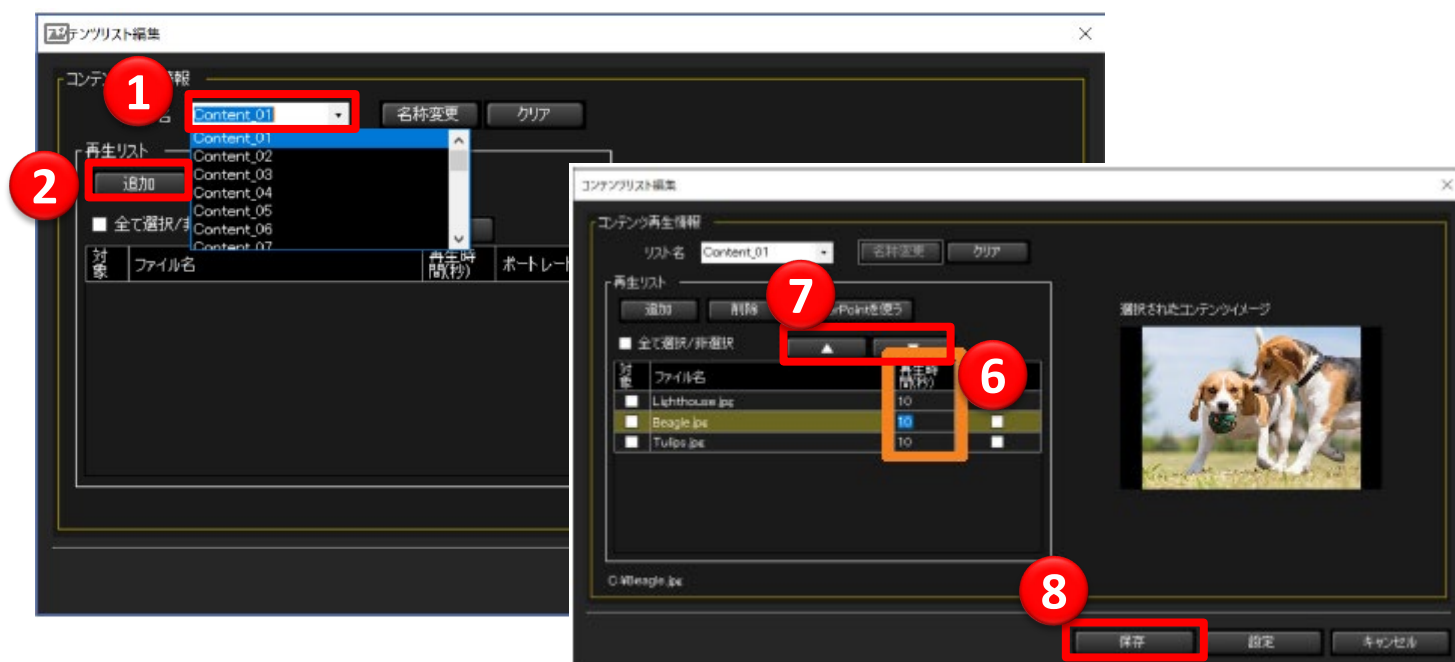 テンツリスト編集
コンテン 情報
1
Content_01
名称変更
クリア
Content_01
Content_02
Content_03
Content_04
Content_05
Content_06
Content_07
再生リスト
2
追加
全て選択/
対象
ファイル名
再生時間(秒)
ポートレート
コンテンツリスト編集
コンテンツ再生情報
リスト名
Content_01
名称変更
クリア
再生リスト
7
追加
削除
rPointを使う
全て選択/非選択
▲
6
対象
ファイル名
再生時間(秒)
Lighthouse.jpg
10
Beagle.jpg
10
Tulips.jpg
10
選択されたコンテンツイメージ
C:¥Beagle.jpg
8
保存
設定
キャンセル